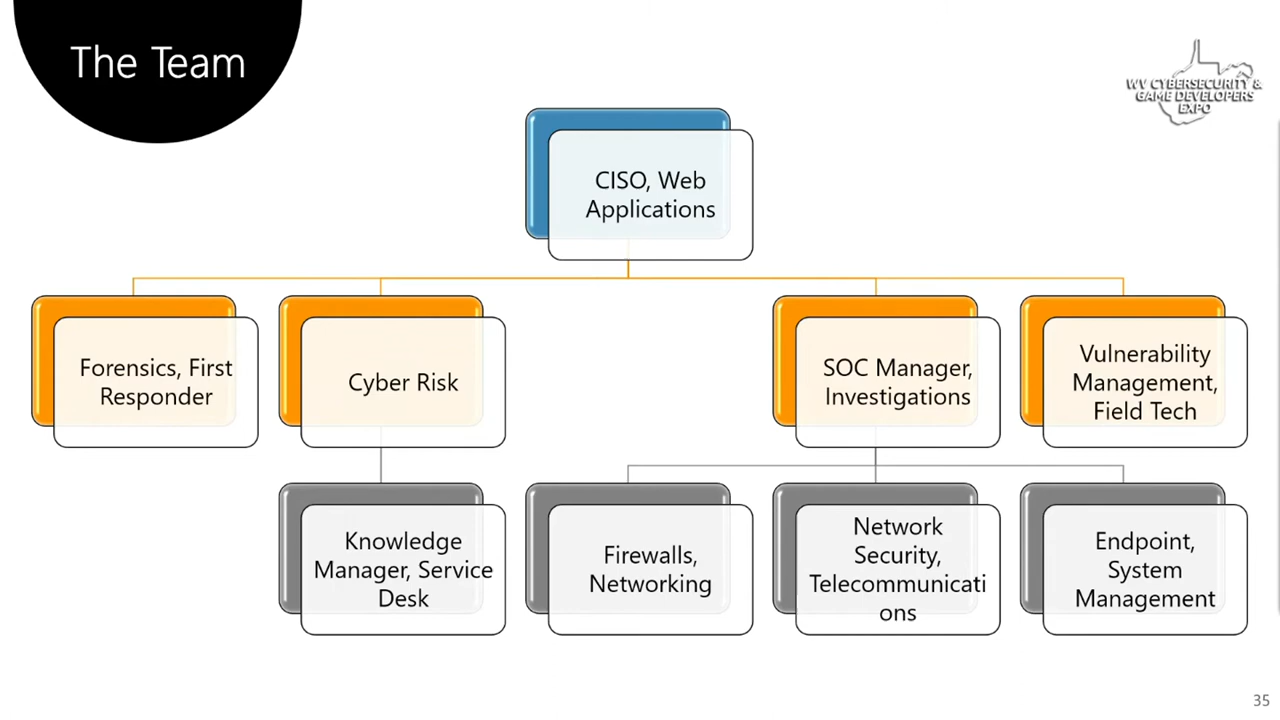 The Team
WV CYBERSECURITY &
GAME DEVELOPERS
EXPO
CISO, Web
Applications
Forensics, First
Responder
Cyber Risk
SOC Manager,
Investigations
Vulnerability
Management,
Field Tech
Knowledge
Manager, Service
Desk
Firewalls,
Networking
Network
Security,
Telecommunicati
ons
Endpoint,
System
Management
35